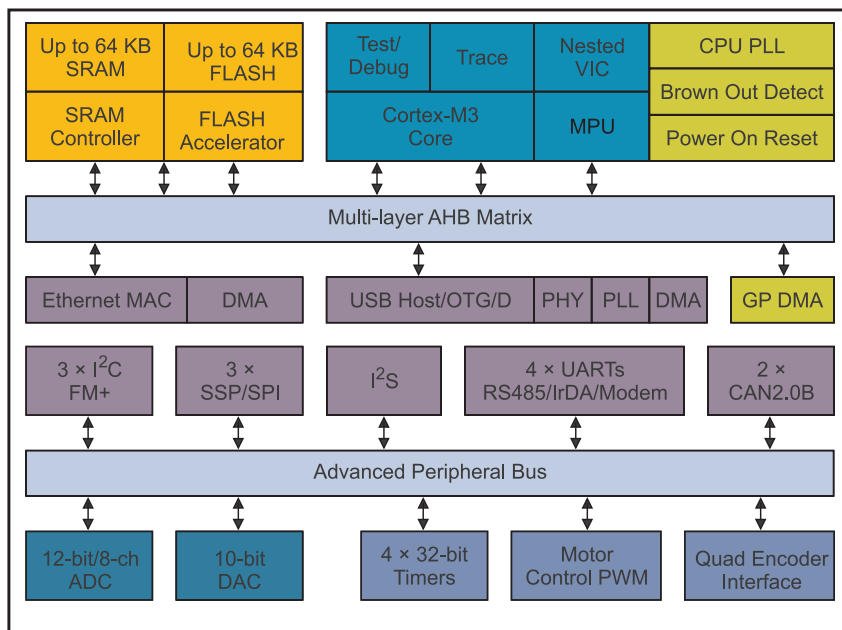 Up to 64 KB
SRAM
Up to 64 KB
FLASH
Test/
Debug
Trace
Nested
VIC
CPU PLL
Brown Out Detect
SRAM
Controller
FLASH
Accelerator
Cortex-M3
Core
MPU
Power On Reset
Multi-layer AHB Matrix
Ethernet MAC
DMA
USB Host/OTG/D
PHY
PLL
DMA
GP DMA
3 × I²C
FM+
3 ×
SSP/SPI
I²S
4 × UARTs
RS485/IrDA/Modem
2 ×
CAN2.0B
Advanced Peripheral Bus
12-bit/8-ch
ADC
10-bit
DAC
4 × 32-bit
Timers
Motor
Control PWM
Quad Encoder
Interface